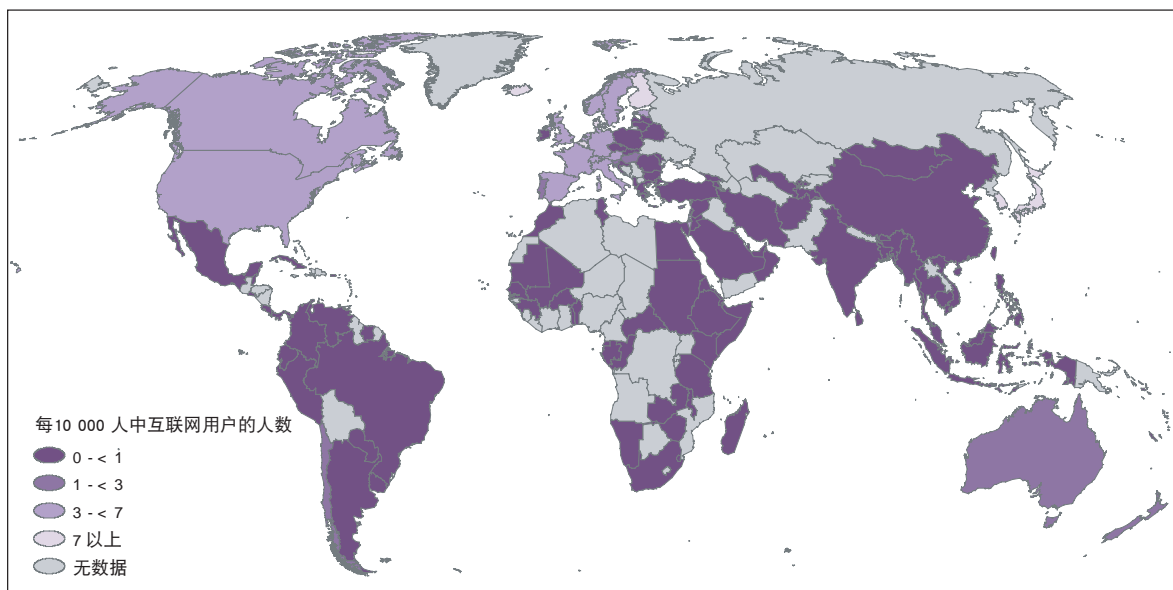 每10 000 人中互联网用户的人数
0 - < 1
1 - < 3
3 - < 7
7 以上
无数据